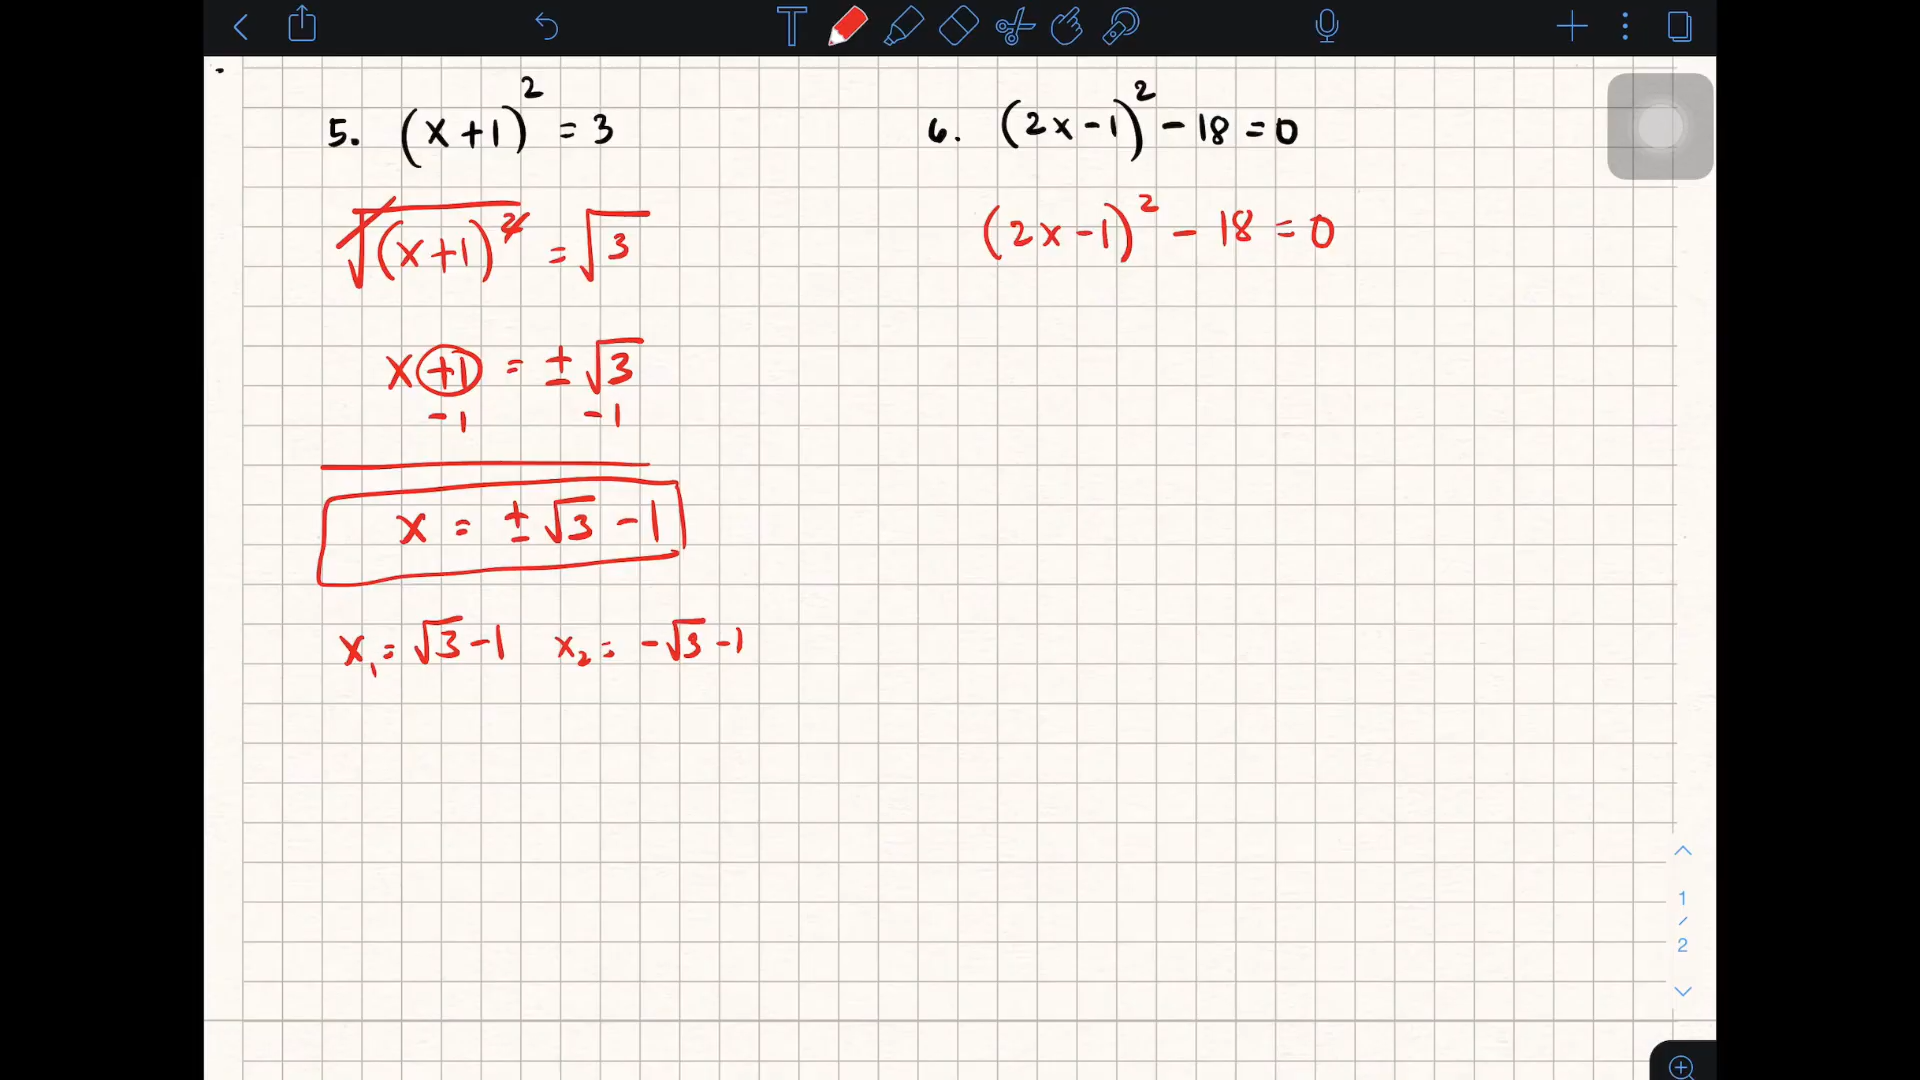 5. (x+1)² = 3
√(x+1)² = √3
x +1 = ± √3
-1 -1
x = ± √3 - 1
x₁ = √3 - 1 x₂ = - √3 - 1
6. (2x-1)² - 18 = 0
(2x-1)² - 18 = 0
1
/
2